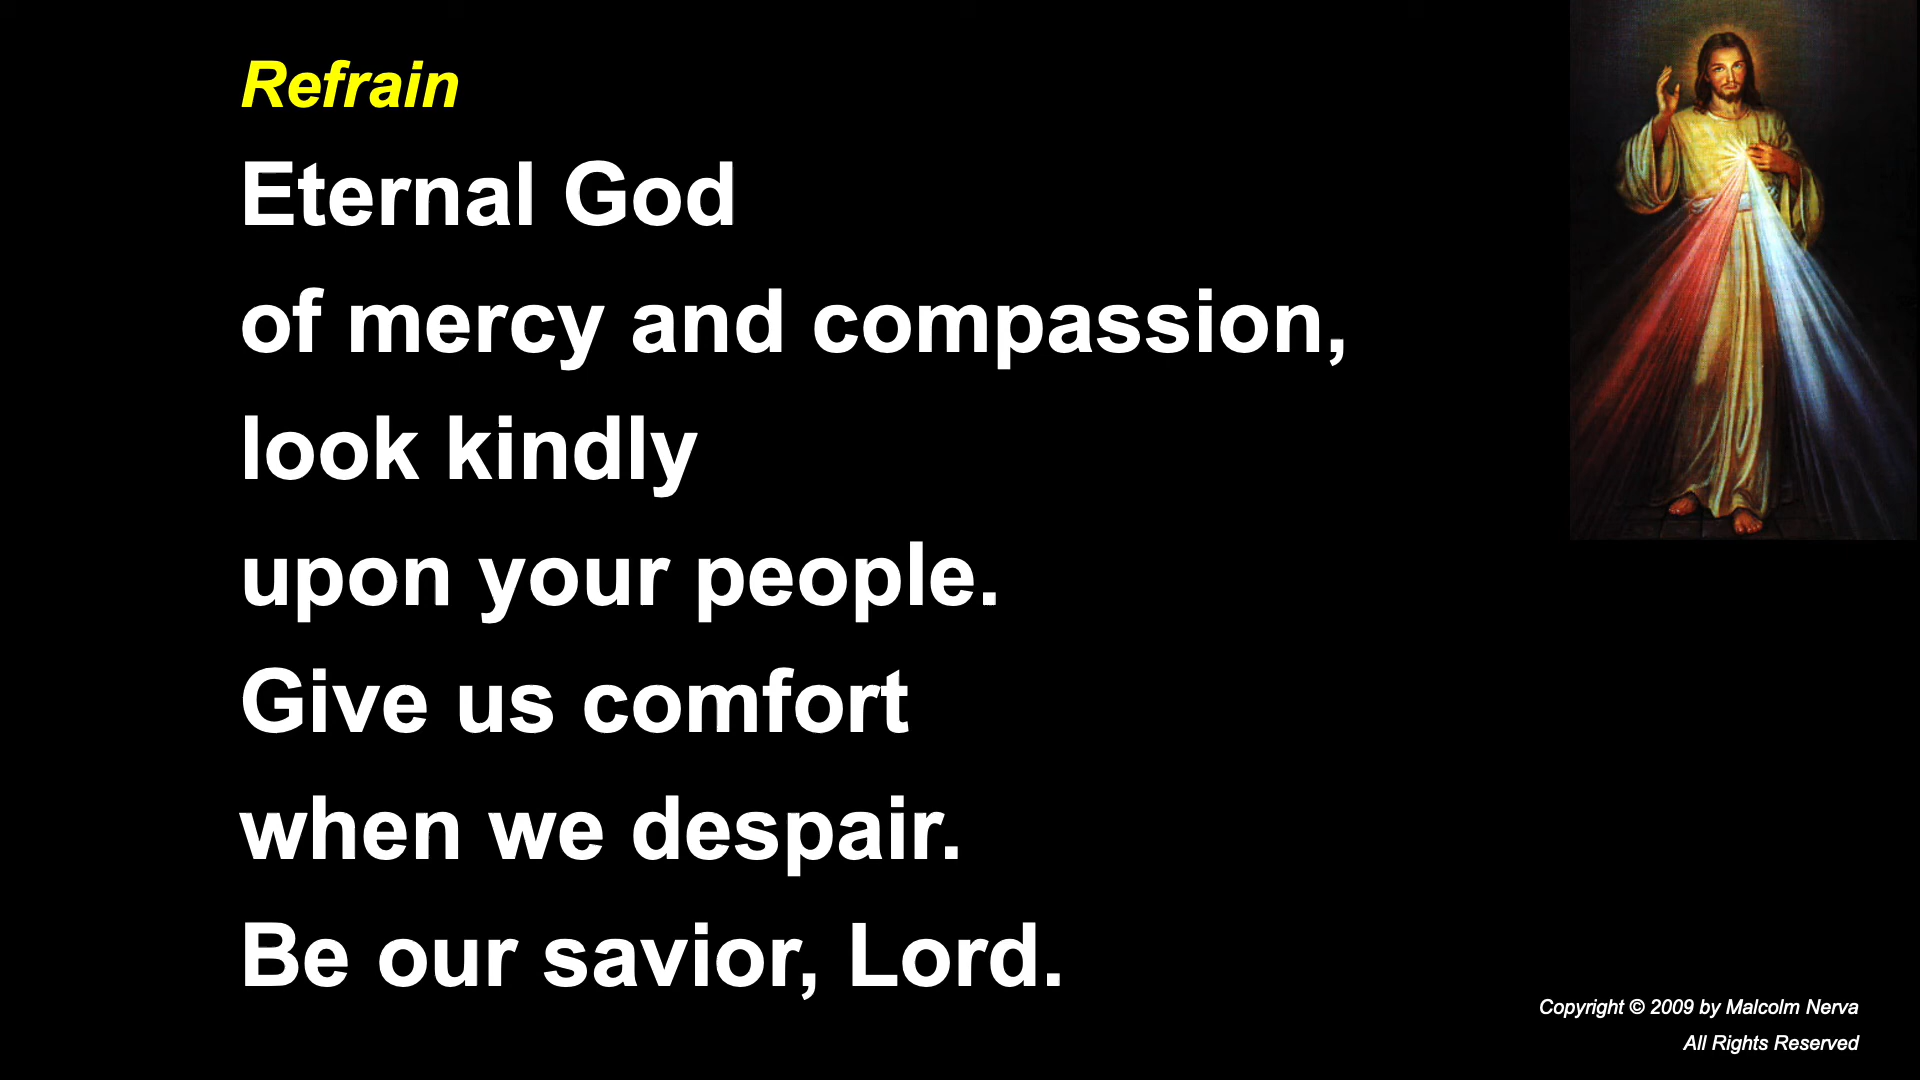 Refrain
Eternal God
of mercy and compassion,
look kindly
upon your people.
Give us comfort
when we despair.
Be our savior, Lord.
Copyright © 2009 by Malcolm Nerva
All Rights Reserved